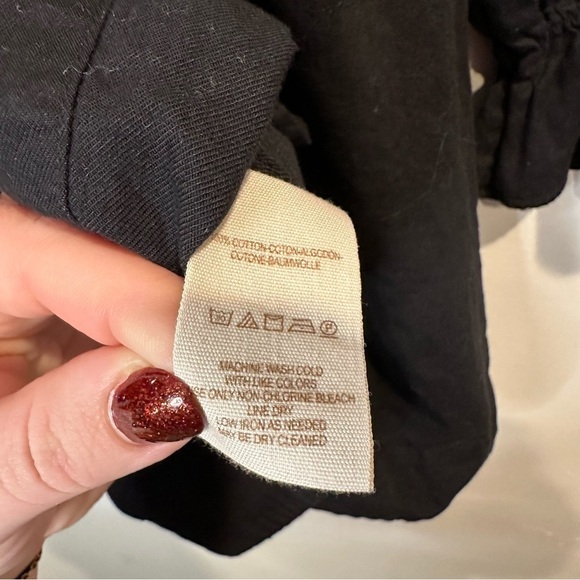 COTTON-COTON-ALGODON-
COTONE-BAUMWOLLE
MACHINE WASH COLD
WITH LIKE COLORS
ONLY NON-CHLORINE BLEACH
LINE DRY
LOW IRON AS NEEDED
MAY BE DRY CLEANED